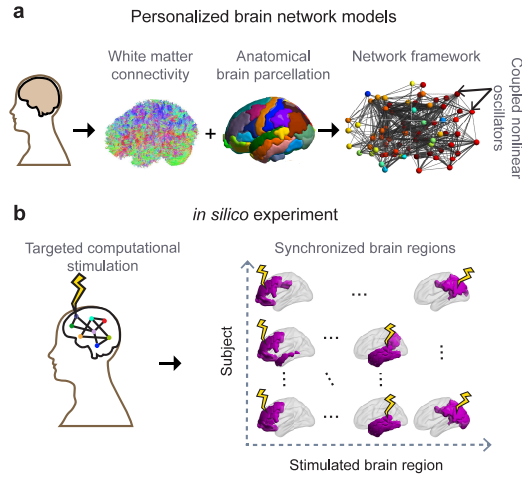 a
Personalized brain network models
White matter
connectivity
Anatomical
brain parcellation
Network framework
Coupled nonlinear
oscillators
+
b
in silico experiment
Targeted computational
stimulation
Synchronized brain regions
Subject
...
...
...
...
...
...
...
...
Stimulated brain region